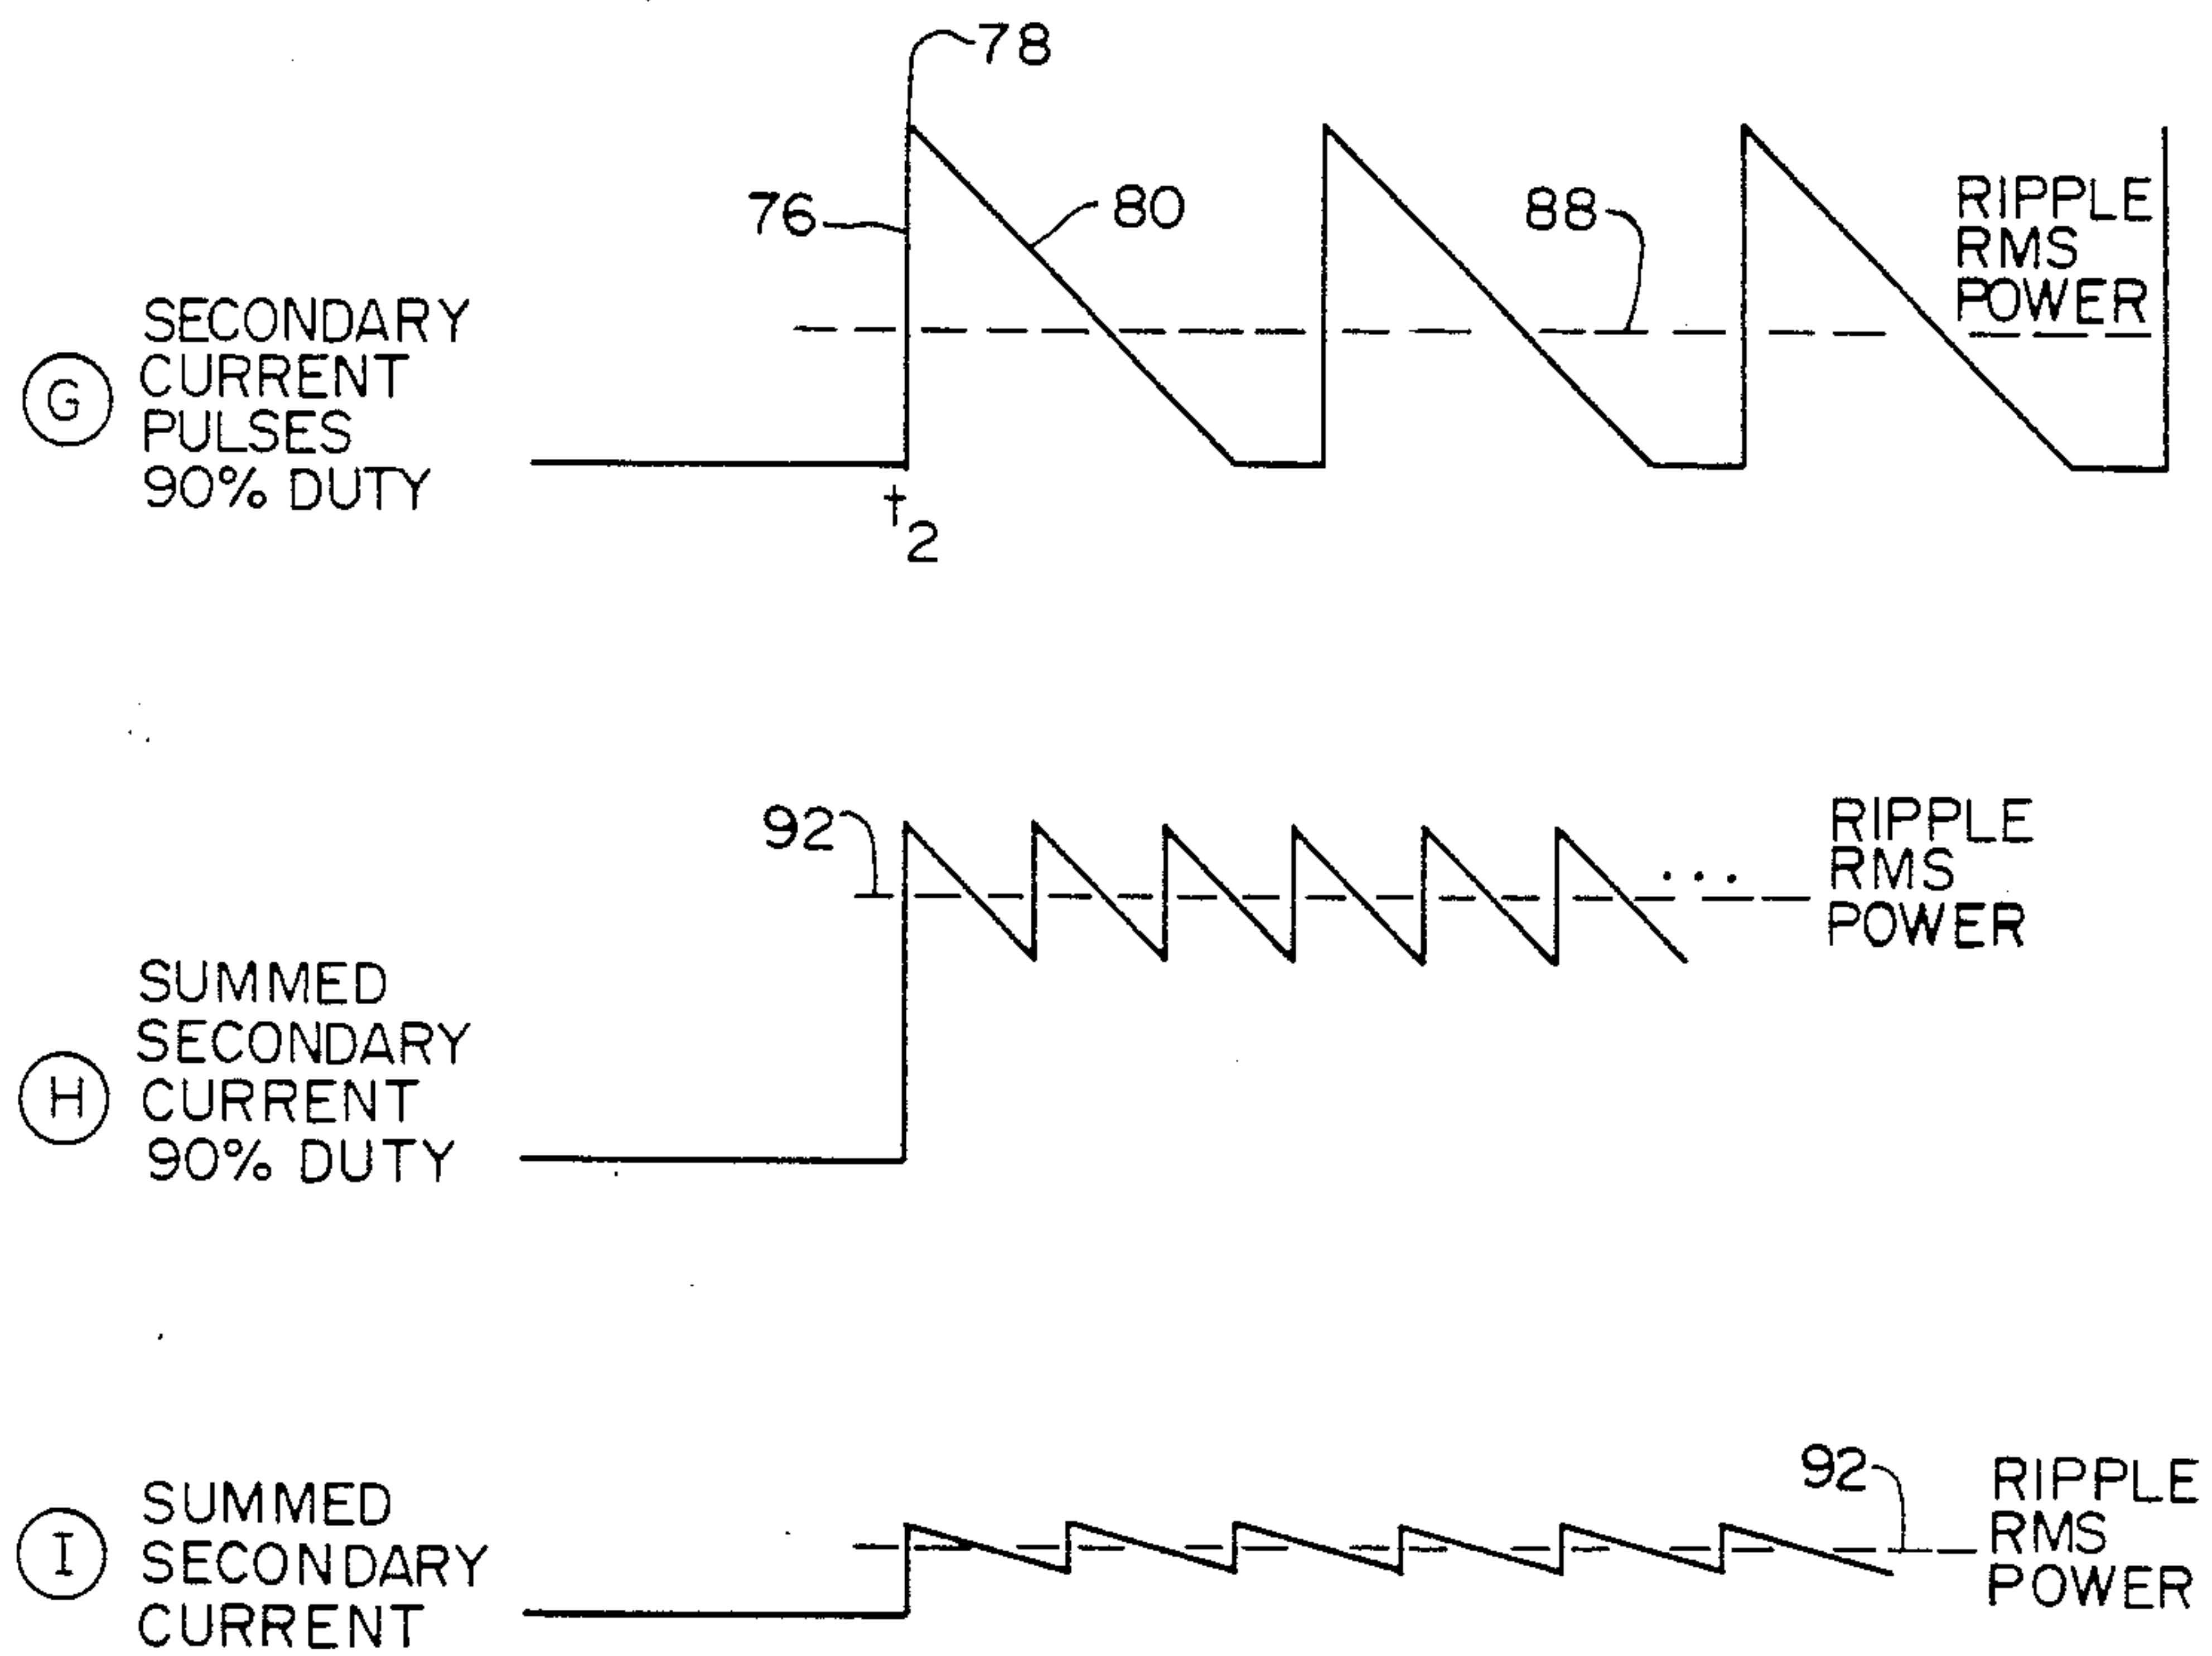 78
76
80
88
RIPPLE
RMS
POWER
G
SECONDARY
CURRENT
PULSES
90% DUTY
t2
92
RIPPLE
RMS
POWER
H
SUMMED
SECONDARY
CURRENT
90% DUTY
...
I
SUMMED
SECONDARY
CURRENT
92
RIPPLE
RMS
POWER